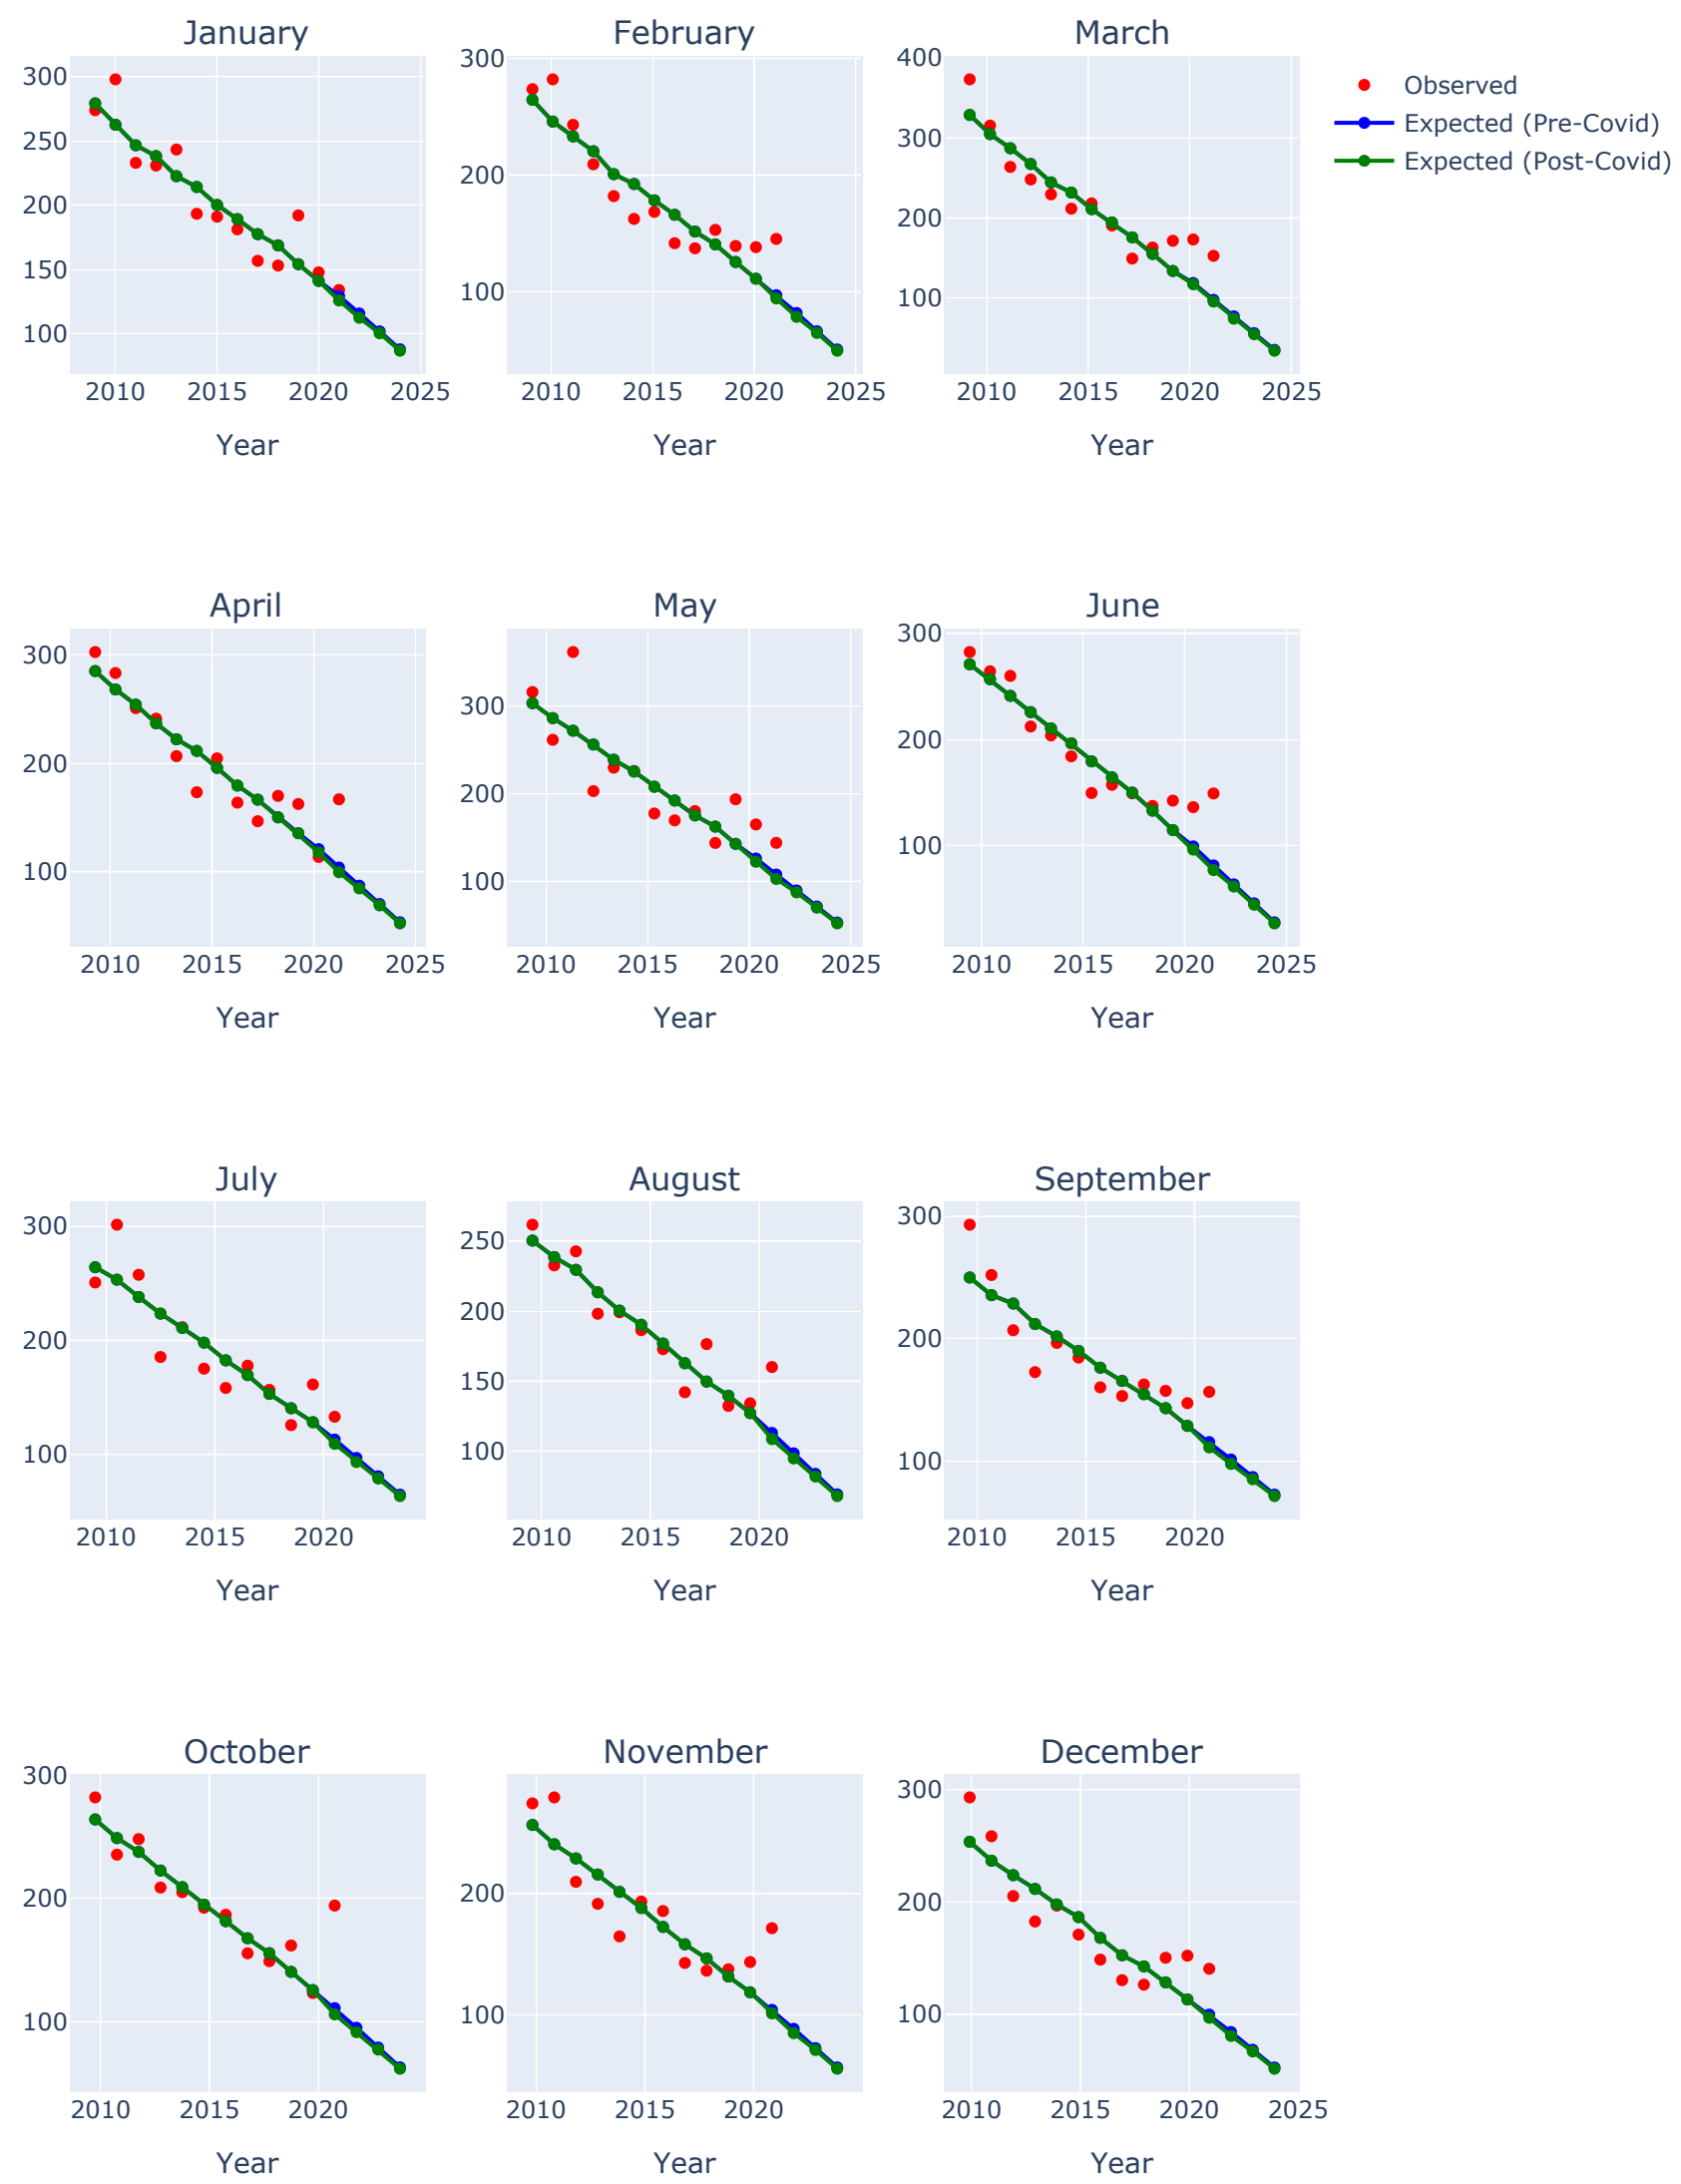 January February March
300
250
200
150
100
2010 2015 2020 2025
Year
300
200
100
2010 2015 2020 2025
Year
400
300
200
100
2010 2015 2020 2025
Year
Observed
Expected (Pre-Covid)
Expected (Post-Covid)
April May June
300
200
100
2010 2015 2020 2025
Year
300
200
100
2010 2015 2020 2025
Year
300
200
100
2010 2015 2020 2025
Year
July August September
300
200
100
2010 2015 2020
Year
250
200
150
100
2010 2015 2020
Year
300
200
100
2010 2015 2020
Year
October November December
300
200
100
2010 2015 2020
Year
200
100
2010 2015 2020
Year
300
200
100
2010 2015 2020 2025
Year